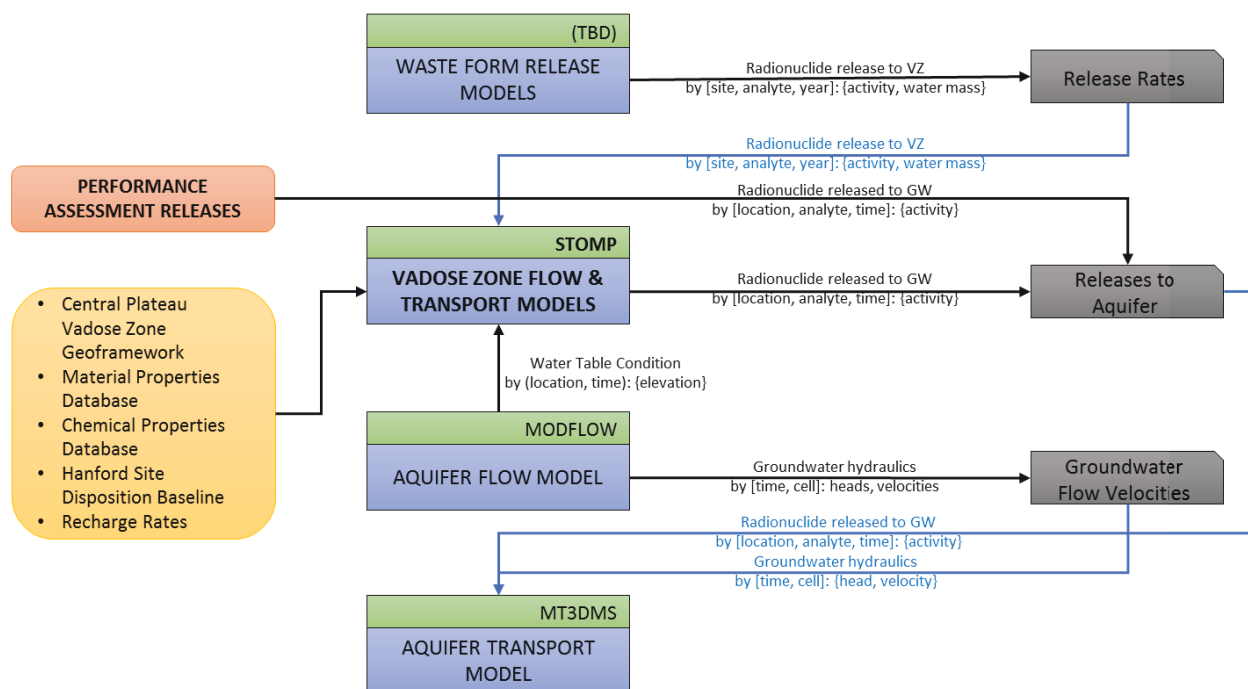 (TBD)
WASTE FORM RELEASE
MODELS
Radionuclide release to VZ
by [site, analyte, year]: {activity, water mass}
Release Rates
Radionuclide release to VZ
by [site, analyte, year]: {activity, water mass}
PERFORMANCE
ASSESSMENT RELEASES
Radionuclide released to GW
by [location, analyte, time]: {activity}
STOMP
VADOSE ZONE FLOW &
TRANSPORT MODELS
Radionuclide released to GW
by [location, analyte, time]: {activity}
Releases to
Aquifer
• Central Plateau
Vadose Zone
Geoframework
• Material Properties
Database
• Chemical Properties
Database
• Hanford Site
Disposition Baseline
• Recharge Rates
Water Table Condition
by (location, time): {elevation}
MODFLOW
AQUIFER FLOW MODEL
Groundwater hydraulics
by [time, cell]: heads, velocities
Groundwater
Flow Velocities
Radionuclide released to GW
by [location, analyte, time]: {activity}
Groundwater hydraulics
by [time, cell]: {head, velocity}
MT3DMS
AQUIFER TRANSPORT
MODEL